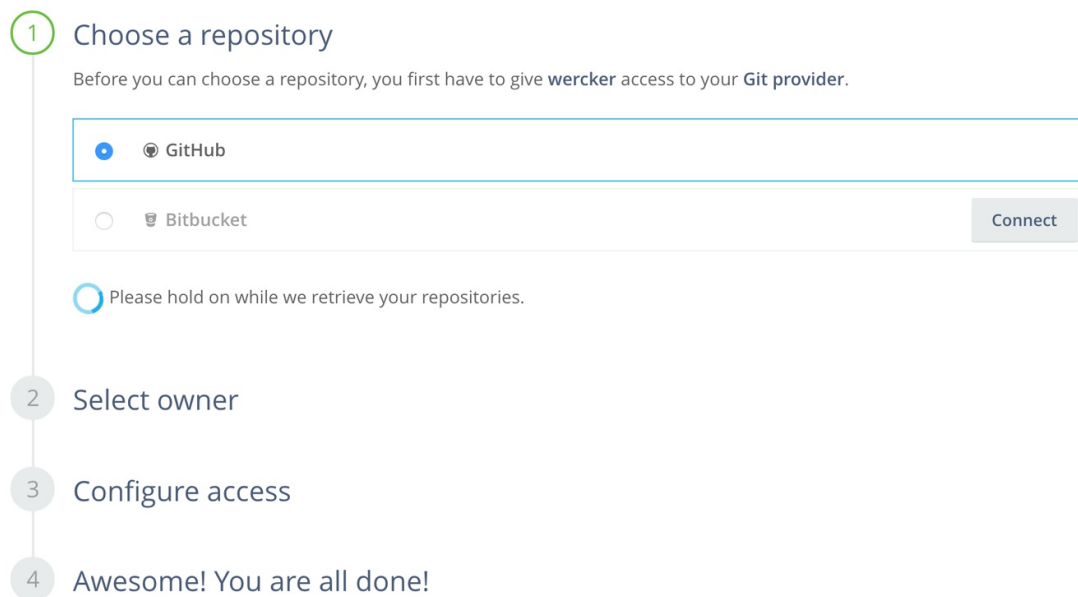 1
Choose a repository
Before you can choose a repository, you first have to give wercker access to your Git provider.
GitHub
Bitbucket
Connect
Please hold on while we retrieve your repositories.
2
Select owner
3
Configure access
4
Awesome! You are all done!